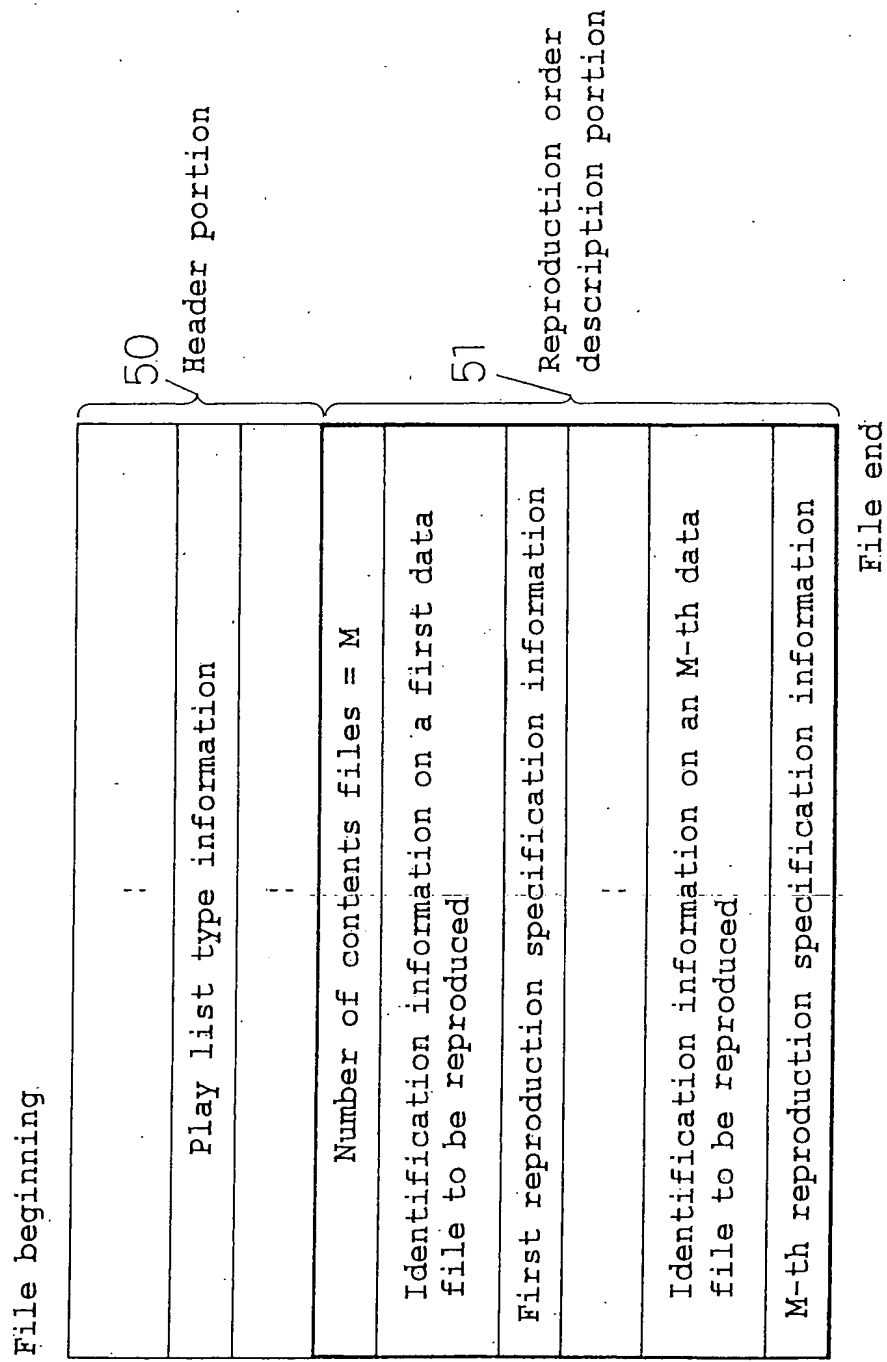 File beginning
50
Header portion
Play list type information
51
Reproduction order
description portion
Number of contents files = M
Identification information on a first data
file to be reproduced
First reproduction specification information
Identification information on an M-th data
file to be reproduced
M-th reproduction specification information
File end